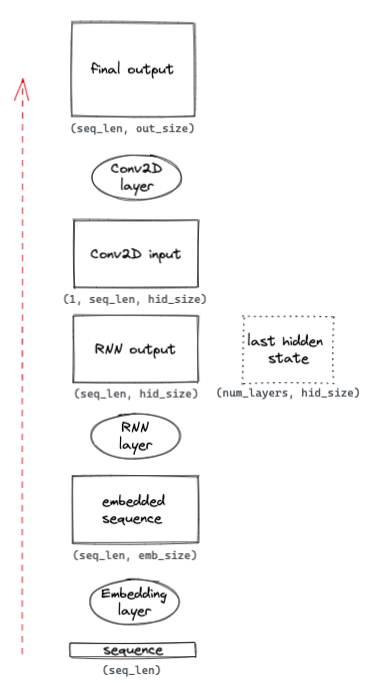 final output
(seq_len, out_size)
Conv2D
layer
Conv2D input
(1, seq_len, hid_size)
RNN output
(seq_len, hid_size)
last hidden
state
(num_layers, hid_size)
RNN
layer
embedded
sequence
(seq_len, emb_size)
Embedding
layer
sequence
(seq_len)